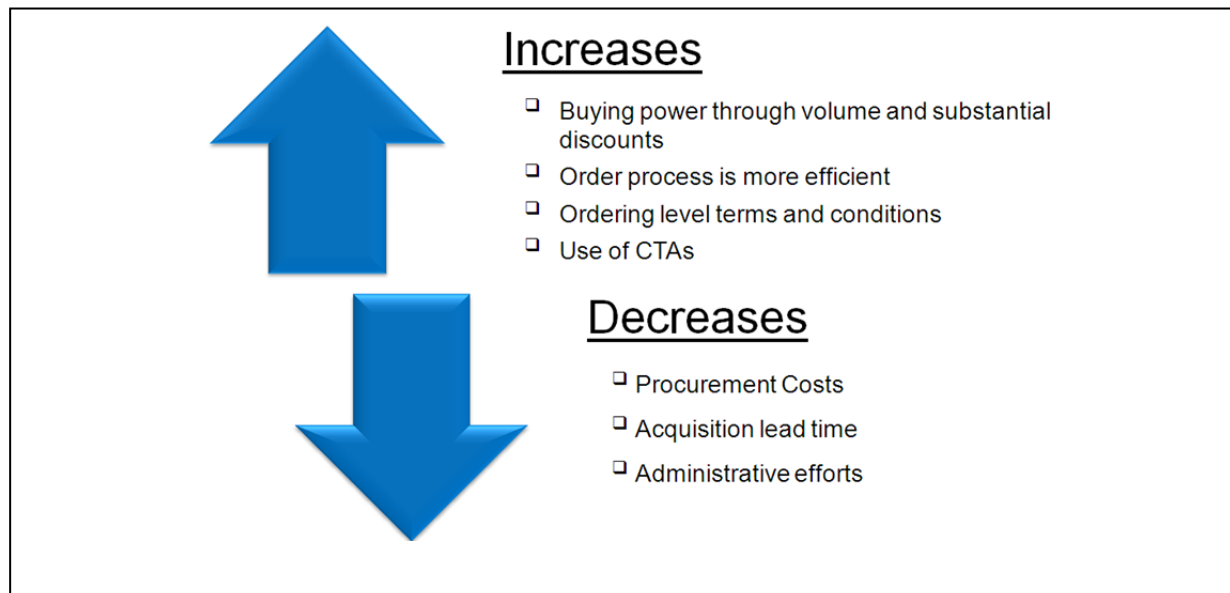 Increases
❑ Buying power through volume and substantial
discounts
❑ Order process is more efficient
❑ Ordering level terms and conditions
❑ Use of CTAs
Decreases
❑ Procurement Costs
❑ Acquisition lead time
❑ Administrative efforts